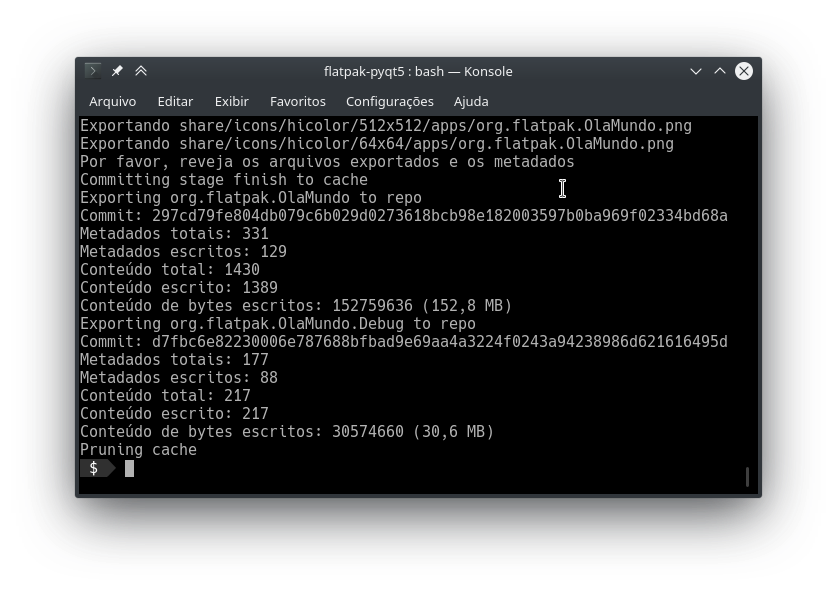 flatpak-pyqt5 : bash — Konsole
Arquivo Editar Exibir Favoritos Configurações Ajuda
Exportando share/icons/hicolor/512x512/apps/org.flatpak.OlaMundo.png
Exportando share/icons/hicolor/64x64/apps/org.flatpak.OlaMundo.png
Por favor, reveja os arquivos exportados e os metadados
Committing stage finish to cache
Exporting org.flatpak.OlaMundo to repo
Commit: 297cd79fe804db079c6b029d0273618bcb98e182003597b0ba969f02334bd68a
Metadados totais: 331
Metadados escritos: 129
Conteúdo total: 1430
Conteúdo escrito: 1389
Conteúdo de bytes escritos: 152759636 (152,8 MB)
Exporting org.flatpak.OlaMundo.Debug to repo
Commit: d7fbc6e82230006e787688bfbad9e69aa4a3224f0243a94238986d621616495d
Metadados totais: 177
Metadados escritos: 88
Conteúdo total: 217
Conteúdo escrito: 217
Conteúdo de bytes escritos: 30574660 (30,6 MB)
Pruning cache
$